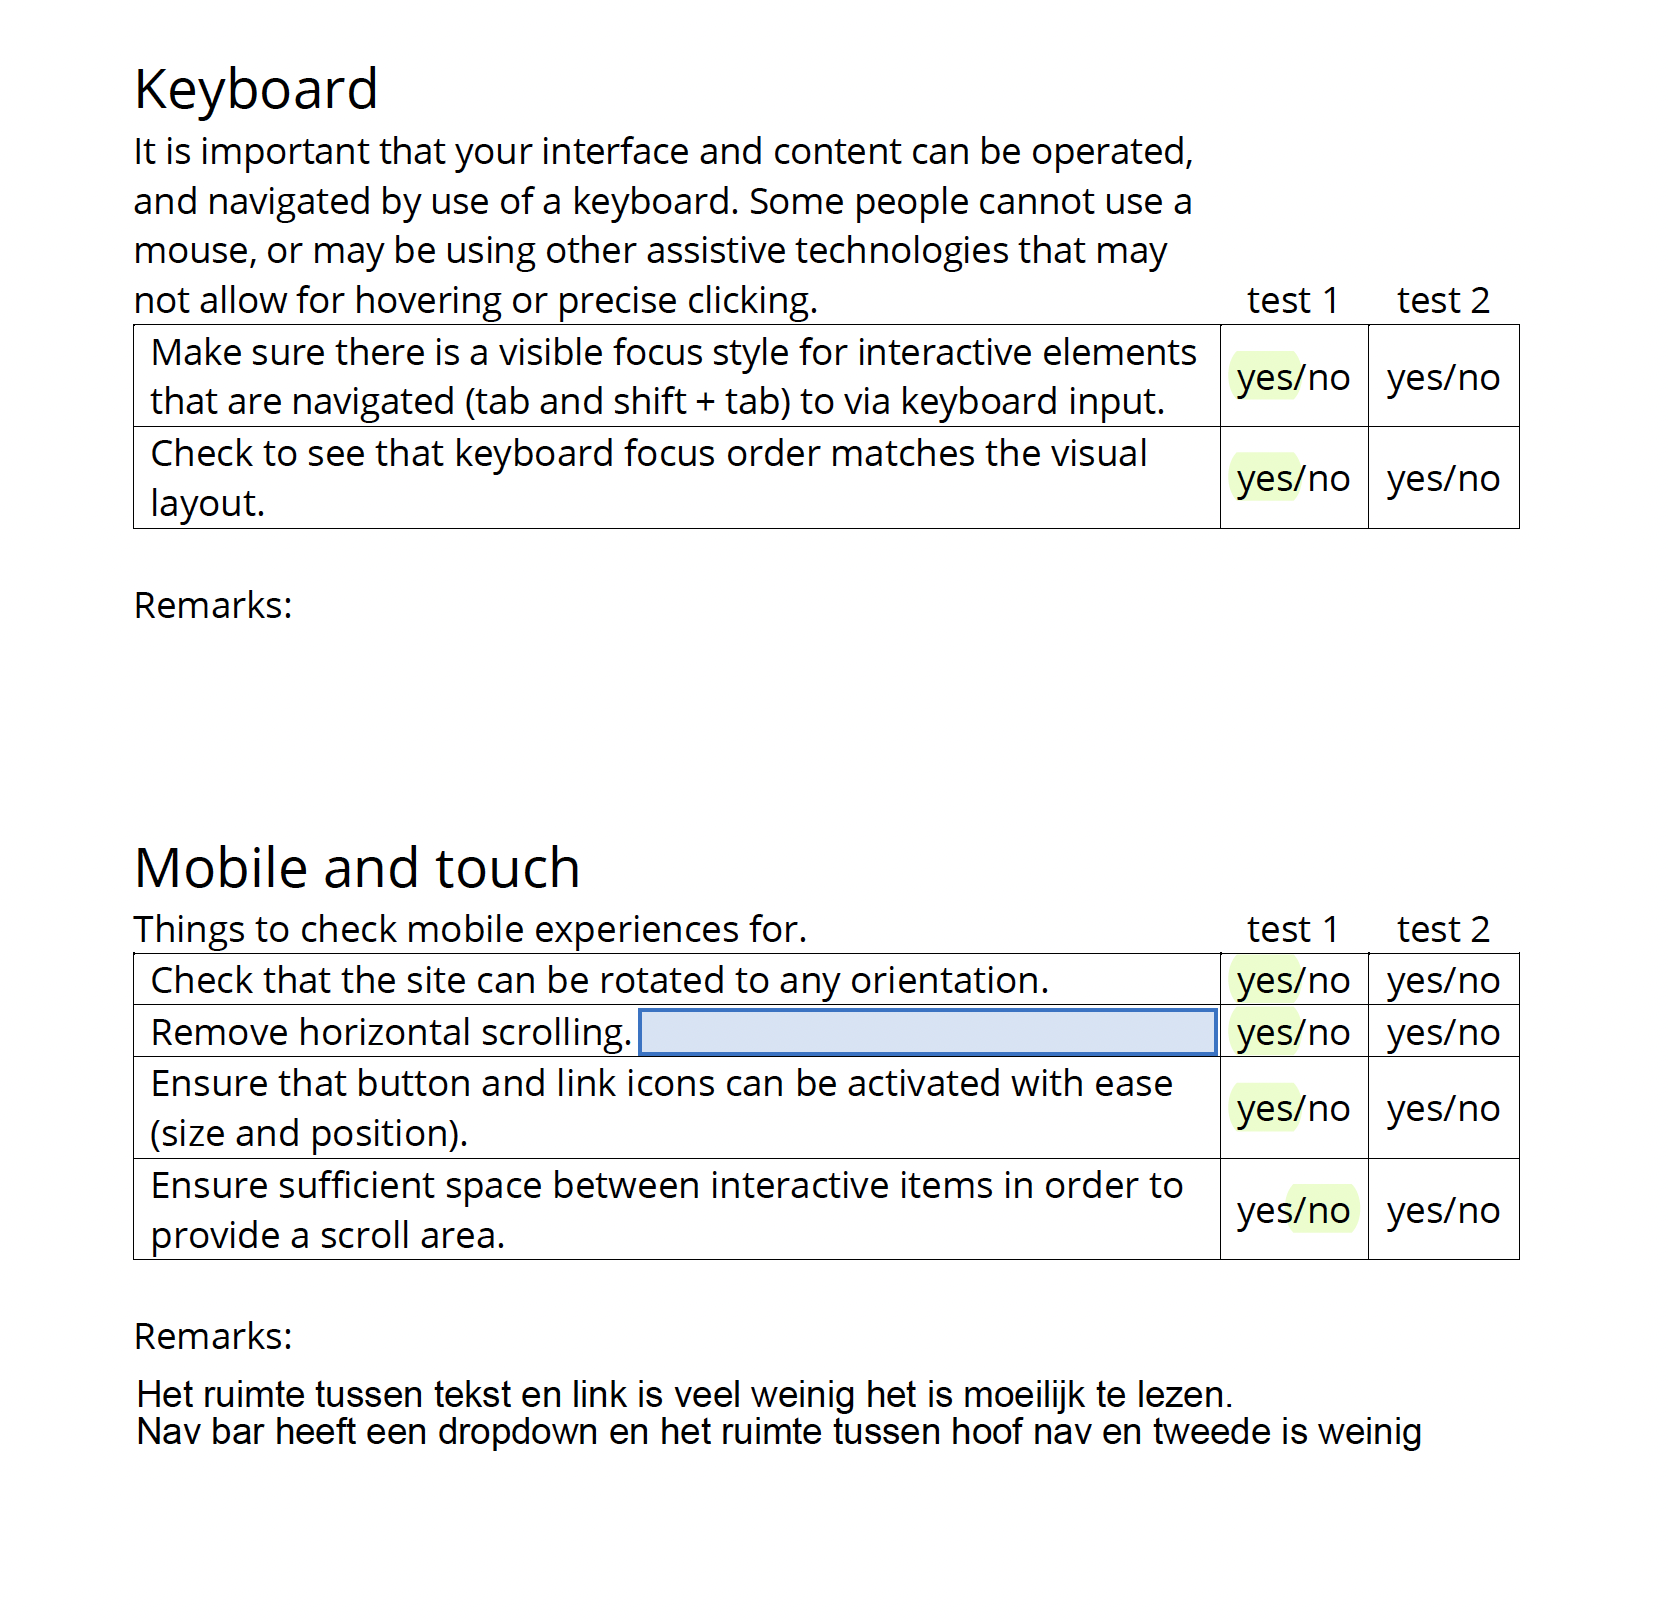 Keyboard
It is important that your interface and content can be operated,
and navigated by use of a keyboard. Some people cannot use a
mouse, or may be using other assistive technologies that may
not allow for hovering or precise clicking. test 1 test 2
Make sure there is a visible focus style for interactive elements
that are navigated (tab and shift + tab) to via keyboard input.
yes/no yes/no
Check to see that keyboard focus order matches the visual
layout.
yes/no yes/no
Remarks:
Mobile and touch
Things to check mobile experiences for. test 1 test 2
Check that the site can be rotated to any orientation. yes/no yes/no
Remove horizontal scrolling. yes/no yes/no
Ensure that button and link icons can be activated with ease
(size and position).
yes/no yes/no
Ensure sufficient space between interactive items in order to
provide a scroll area.
yes/no yes/no
Remarks:
Het ruimte tussen tekst en link is veel weinig het is moeilijk te lezen.
Nav bar heeft een dropdown en het ruimte tussen hoof nav en tweede is weinig